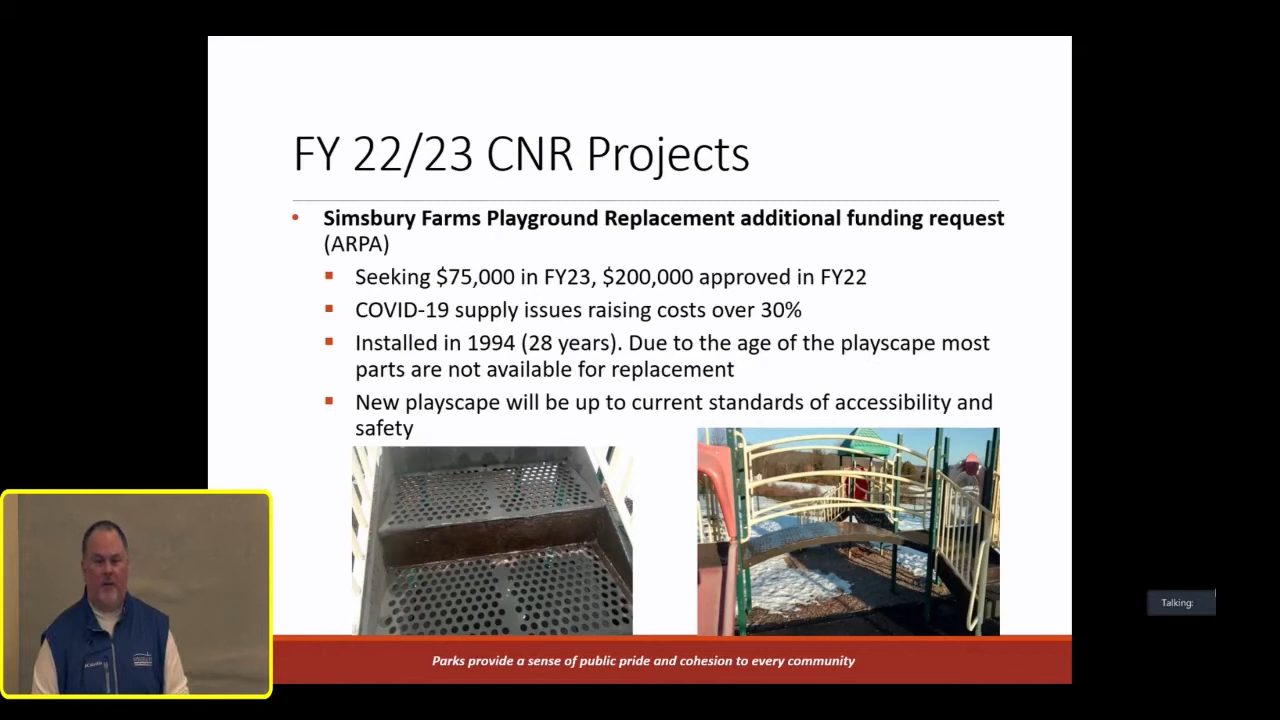 FY 22/23 CNR Projects
• Simsbury Farms Playground Replacement additional funding request
(ARPA)
▪ Seeking $75,000 in FY23, $200,000 approved in FY22
▪ COVID-19 supply issues raising costs over 30%
▪ Installed in 1994 (28 years). Due to the age of the playscape most
parts are not available for replacement
▪ New playscape will be up to current standards of accessibility and
safety
Talking:
Parks provide a sense of public pride and cohesion to every community